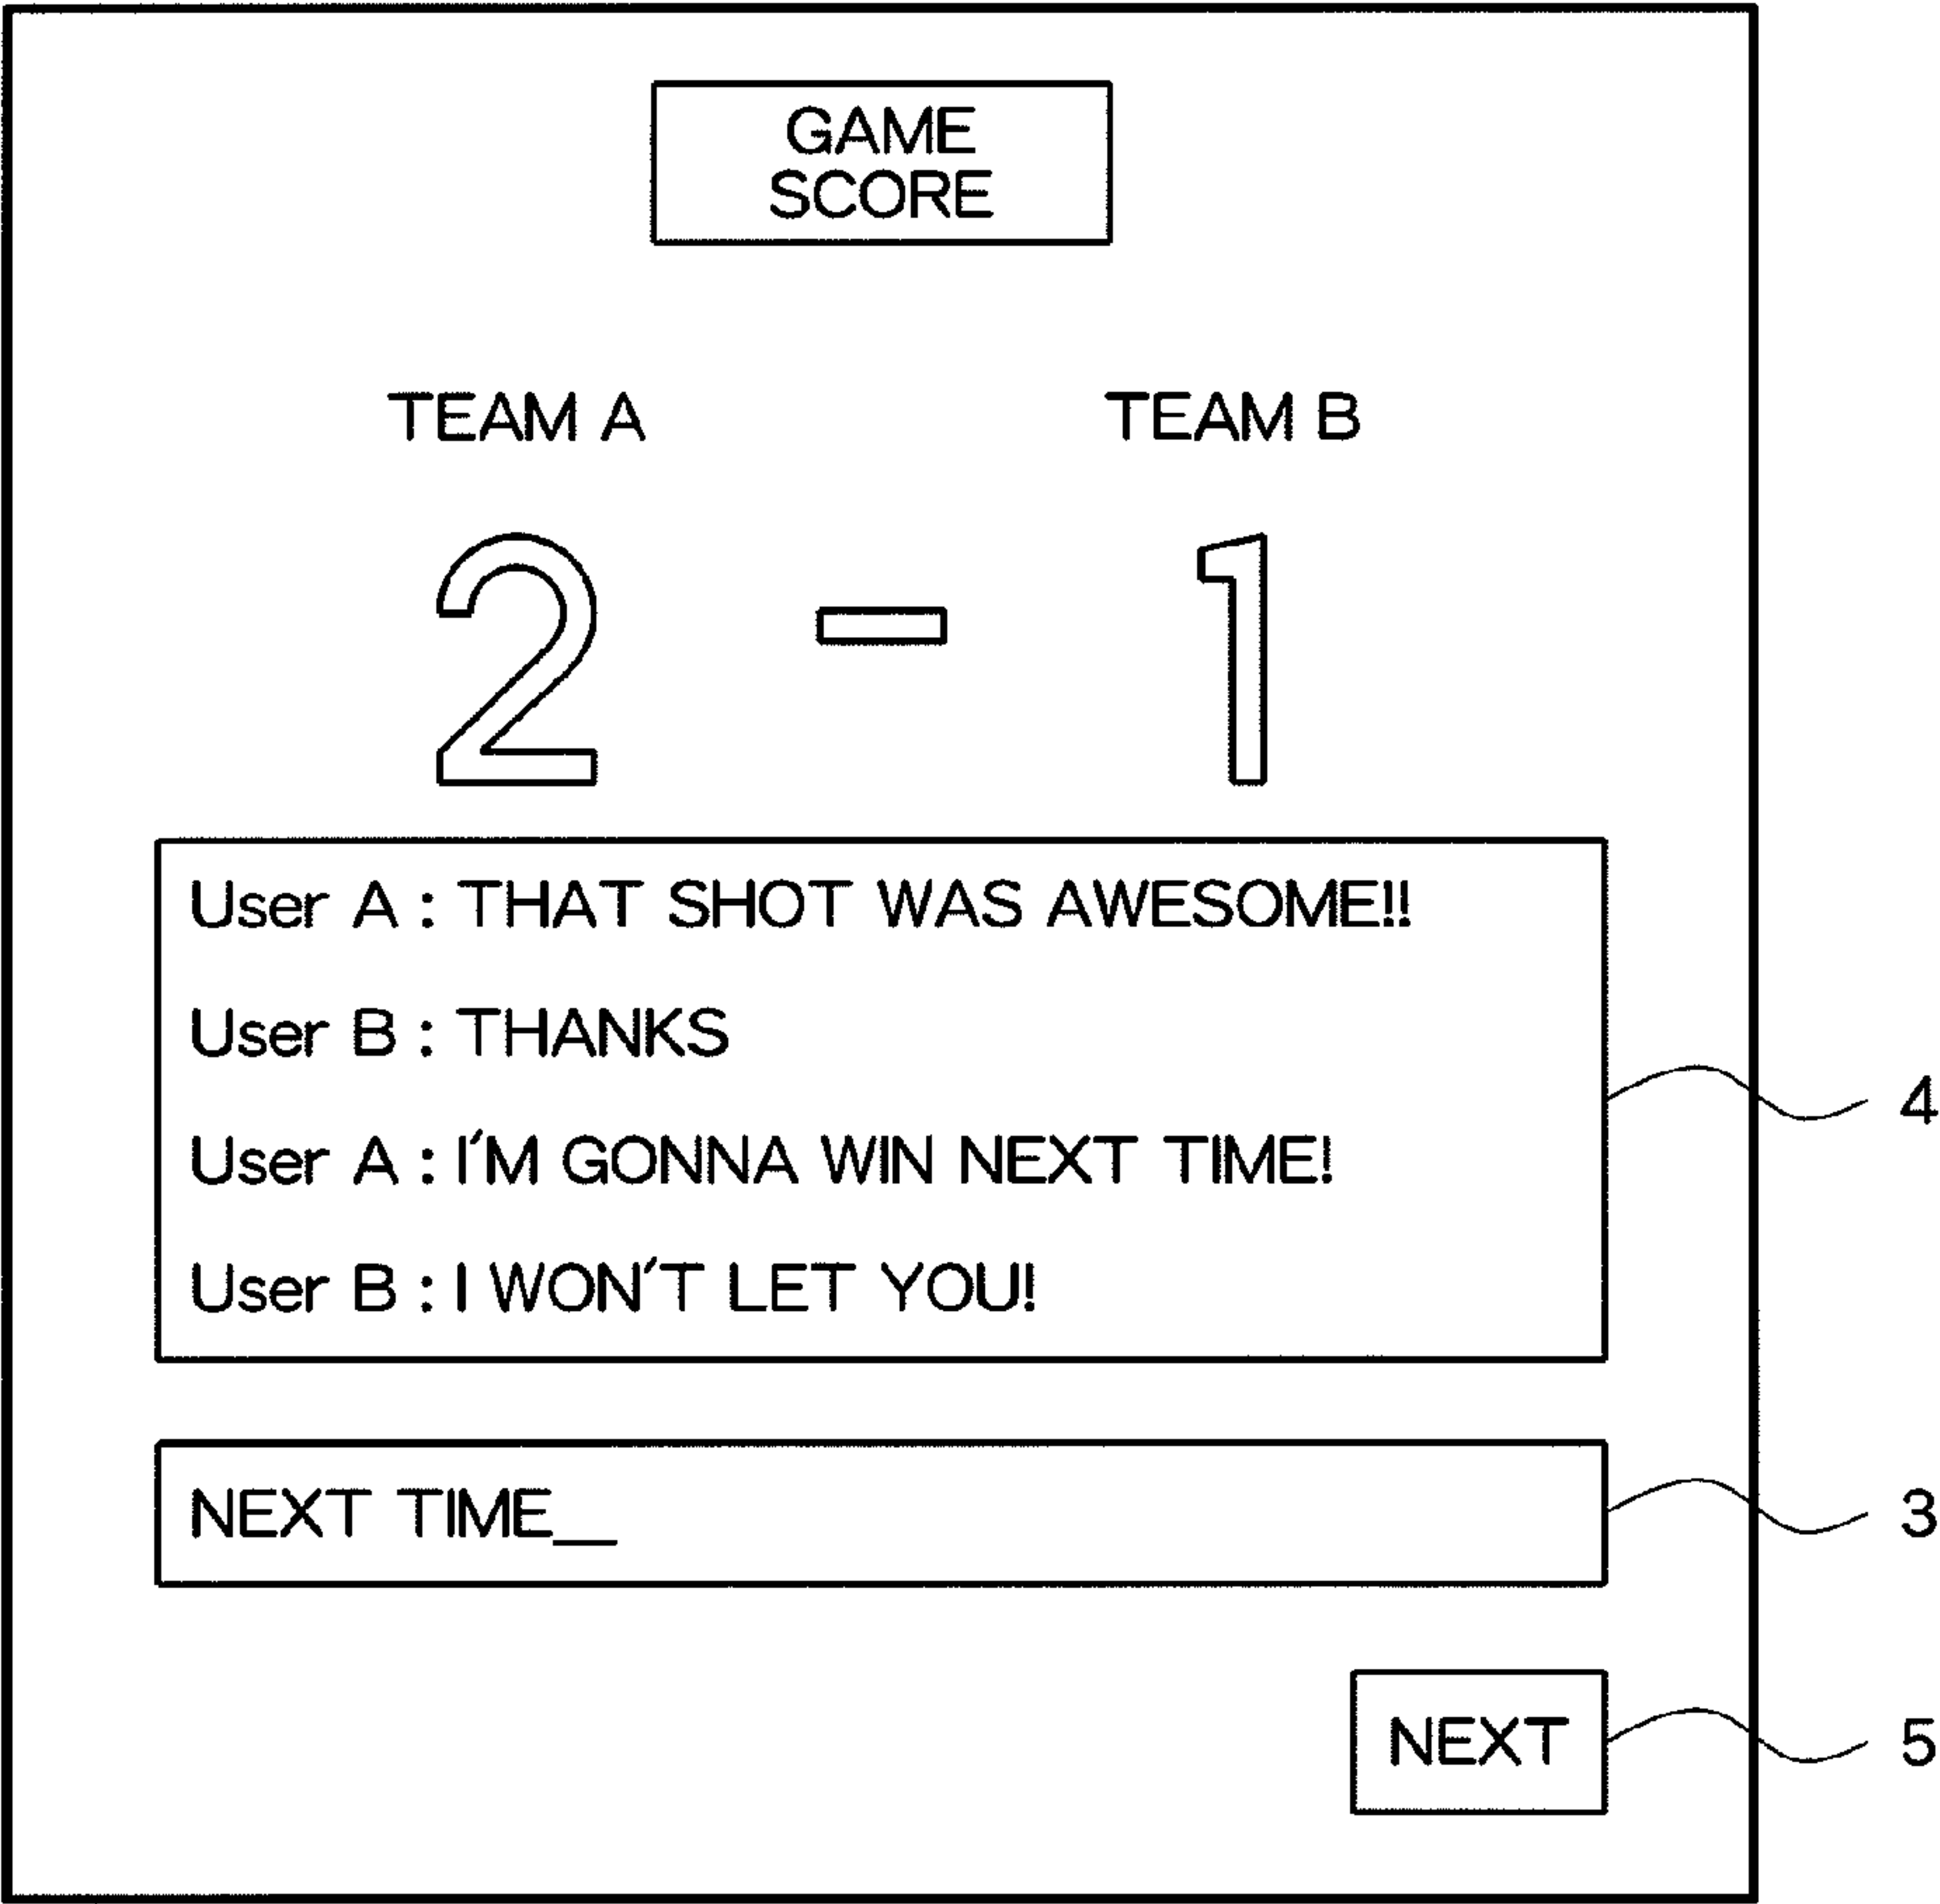 GAME
SCORE
TEAM A TEAM B
2 - 1
User A : THAT SHOT WAS AWESOME!!
User B : THANKS
User A : I'M GONNA WIN NEXT TIME!
User B : I WON'T LET YOU!
4
NEXT TIME__
3
NEXT
5